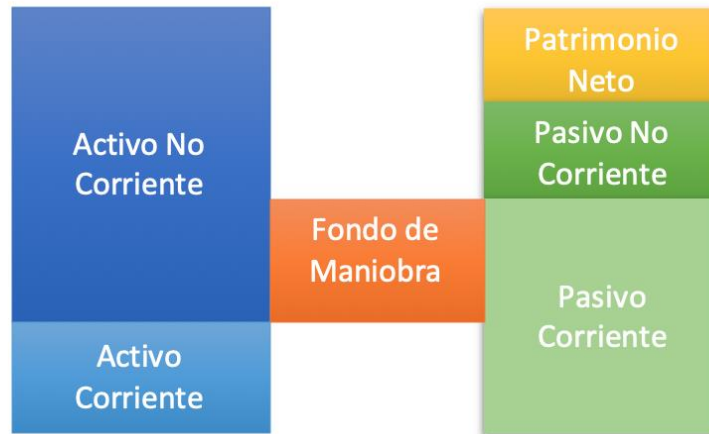 Activo No
Corriente
Activo
Corriente
Fondo de
Maniobra
Patrimonio
Neto
Pasivo No
Corriente
Pasivo
Corriente